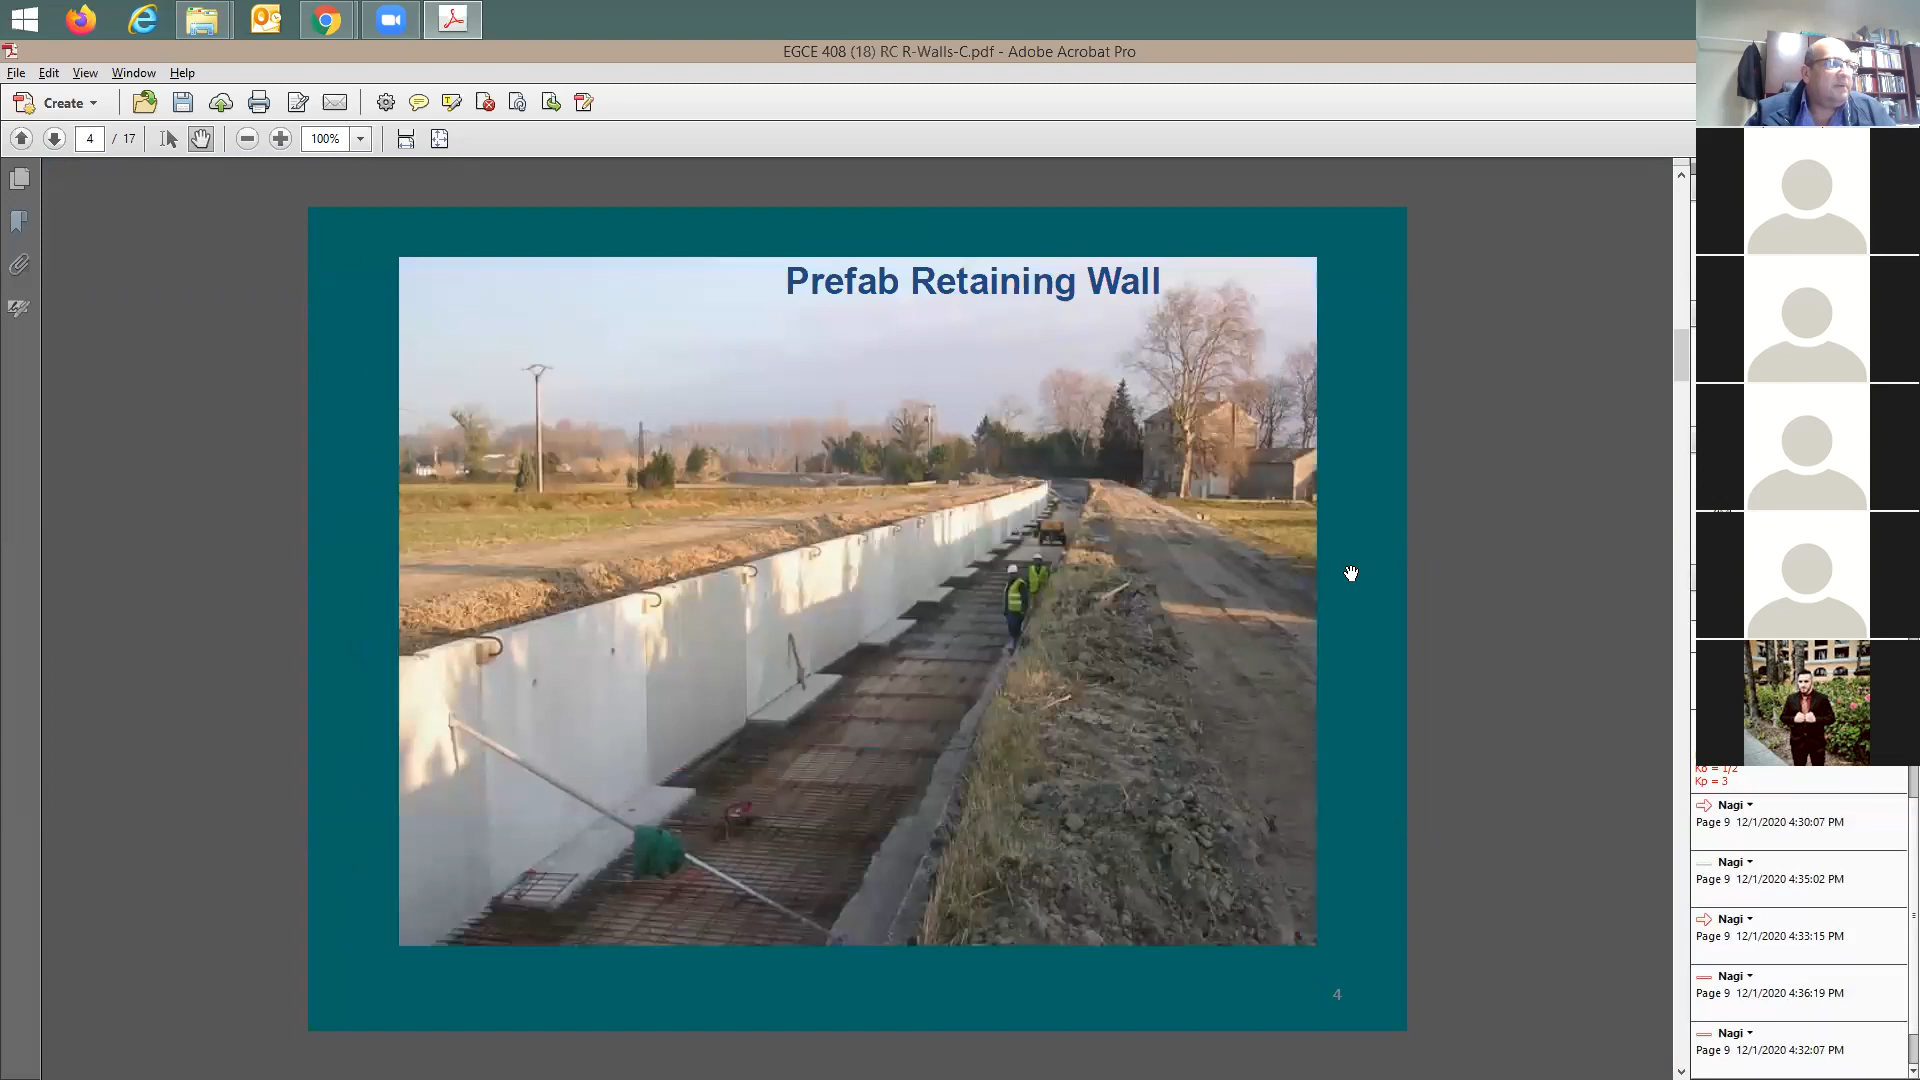 EGCE 408 (18) RC R-Walls-C.pdf - Adobe Acrobat Pro
File Edit View Window Help
Create
4 / 17 100%
Prefab Retaining Wall
4
Ko = 1/2
Kp = 3
Nagi
Page 9 12/1/2020 4:30:07 PM
Nagi
Page 9 12/1/2020 4:35:02 PM
Nagi
Page 9 12/1/2020 4:33:15 PM
Nagi
Page 9 12/1/2020 4:36:19 PM
Nagi
Page 9 12/1/2020 4:32:07 PM